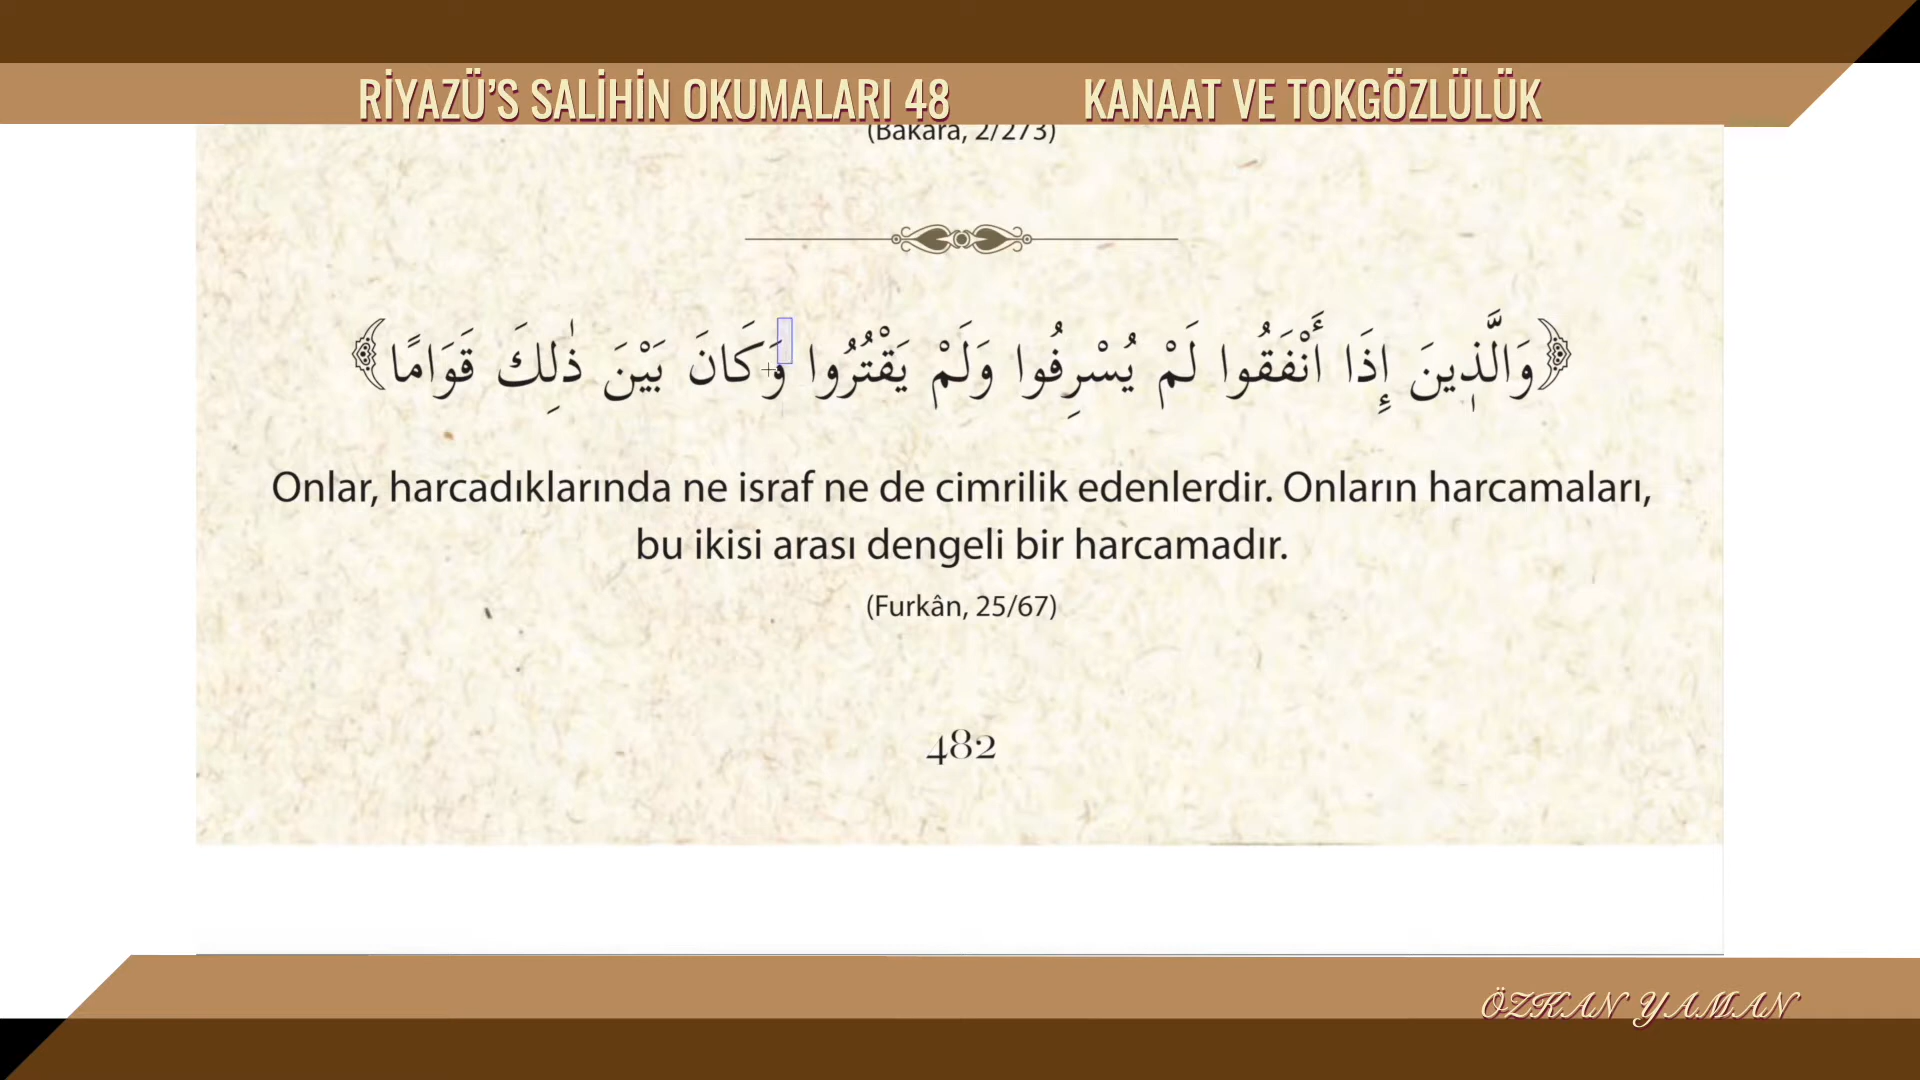 RİYAZÜ’S SALİHİN OKUMALARI 48 KANAAT VE TOKGÖZLÜLÜK
(Bakara, 2/273)
﴿وَالَّذ۪ينَ إِذَا أَنْفَقُوا لَمْ يُسْرِفُوا وَلَمْ يَقْتُرُوا وَكَانَ بَيْنَ ذٰلِكَ قَوَامًا﴾
Onlar, harcadıklarında ne israf ne de cimrilik edenlerdir. Onların harcamaları,
bu ikisi arası dengeli bir harcamadır.
(Furkân, 25/67)
482
ÖZKAN YAMAN